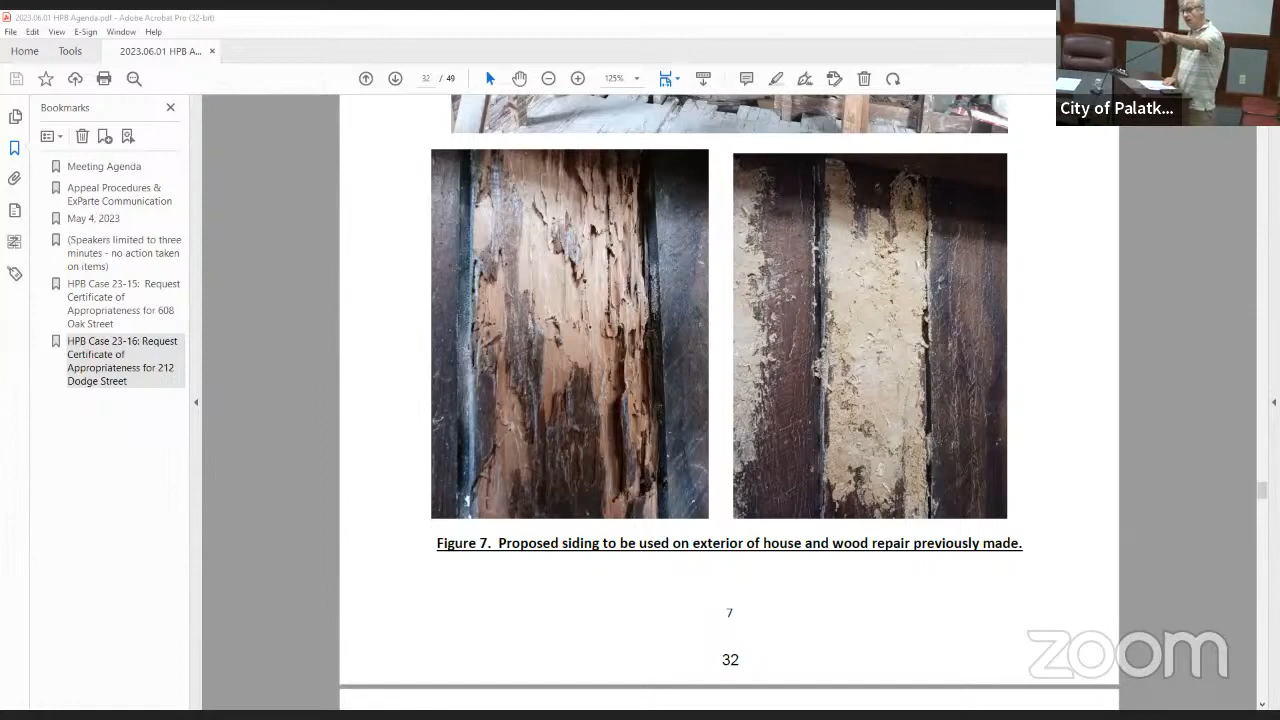 2023.06.01 HPB Agenda.pdf - Adobe Acrobat Pro (32-bit)
File Edit View E-Sign Window Help
Home Tools 2023.06.01 HPB A... ×
32 / 49 125%
Bookmarks
Meeting Agenda
Appeal Procedures &
ExParte Communication
May 4, 2023
(Speakers limited to three
minutes - no action taken
on items)
HPB Case 23-15: Request
Certificate of
Appropriateness for 608
Oak Street
HPB Case 23-16: Request
Certificate of
Appropriateness for 212
Dodge Street
Figure 7. Proposed siding to be used on exterior of house and wood repair previously made.
7
32
City of Palatk...
zoom